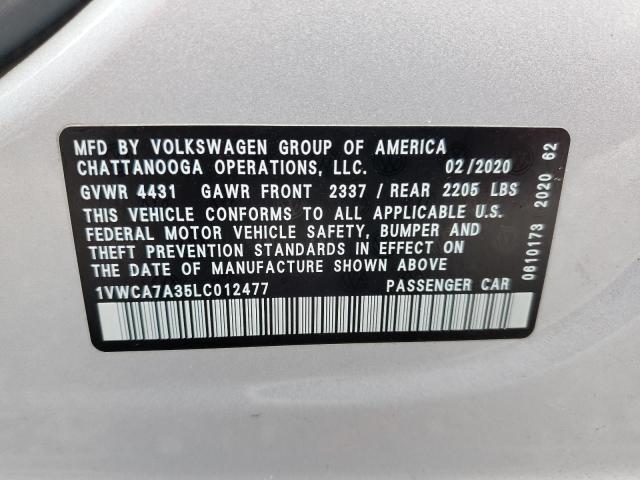 MFD BY VOLKSWAGEN GROUP OF AMERICA
CHATTANOOGA OPERATIONS, LLC. 02/2020
GVWR 4431 GAWR FRONT 2337 / REAR 2205 LBS
THIS VEHICLE CONFORMS TO ALL APPLICABLE U.S.
FEDERAL MOTOR VEHICLE SAFETY, BUMPER AND
THEFT PREVENTION STANDARDS IN EFFECT ON
THE DATE OF MANUFACTURE SHOWN ABOVE.
1VWCA7A35LC012477 PASSENGER CAR
0610173 2020 62